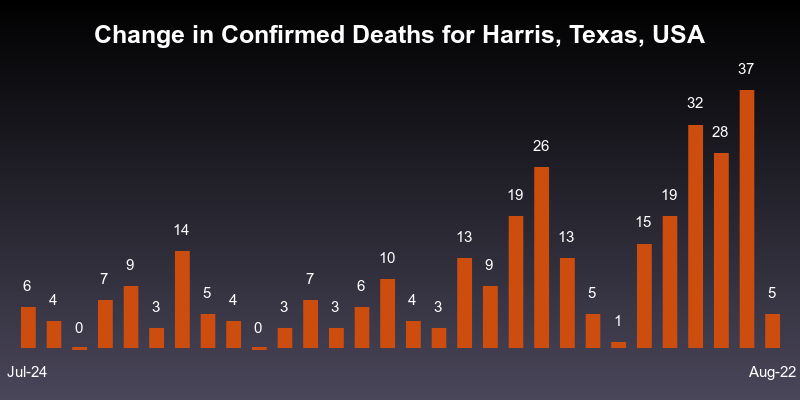 Change in Confirmed Deaths for Harris, Texas, USA
6 4 0 7 9 3 14 5 4 0 3 7 3 6 10 4 3 13 9 19 26 13 5 1 15 19 32 28 37 5
Jul-24 Aug-22